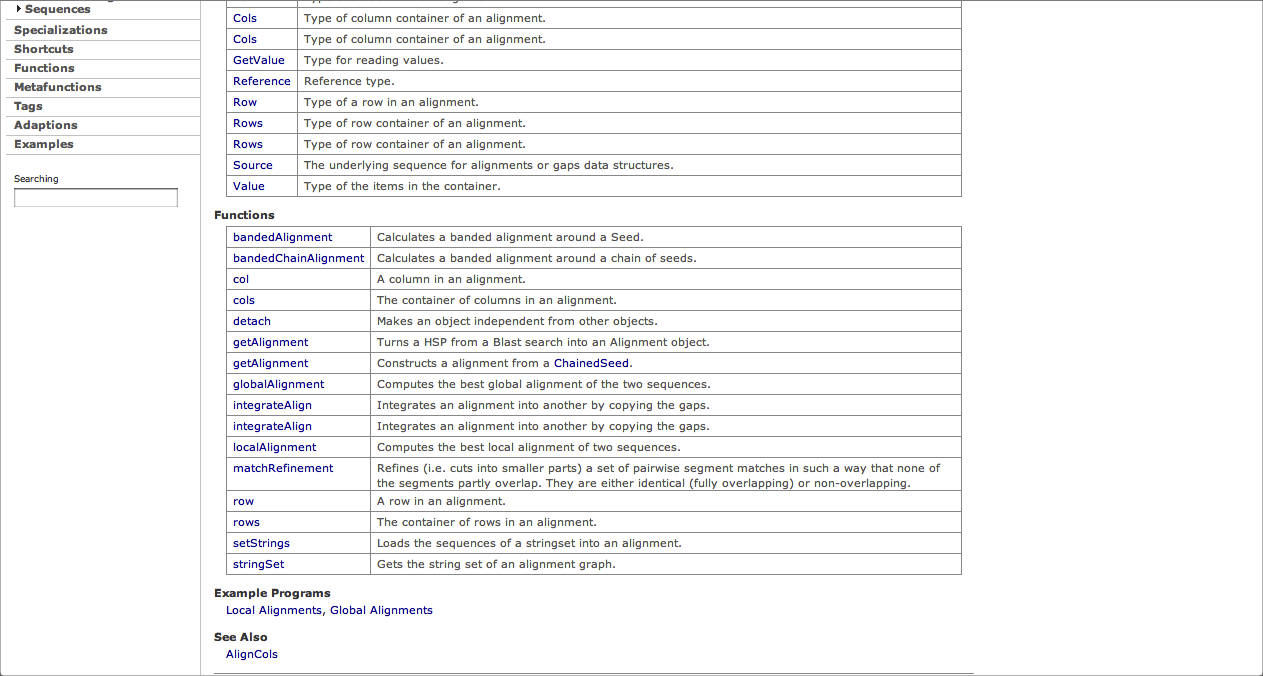 Sequences
Specializations
Shortcuts
Functions
Metafunctions
Tags
Adaptions
Examples
Searching
Cols Type of column container of an alignment.
Cols Type of column container of an alignment.
GetValue Type for reading values.
Reference Reference type.
Row Type of a row in an alignment.
Rows Type of row container of an alignment.
Rows Type of row container of an alignment.
Source The underlying sequence for alignments or gaps data structures.
Value Type of the items in the container.
Functions
bandedAlignment Calculates a banded alignment around a Seed.
bandedChainAlignment Calculates a banded alignment around a chain of seeds.
col A column in an alignment.
cols The container of columns in an alignment.
detach Makes an object independent from other objects.
getAlignment Turns a HSP from a Blast search into an Alignment object.
getAlignment Constructs a alignment from a ChainedSeed.
globalAlignment Computes the best global alignment of the two sequences.
integrateAlign Integrates an alignment into another by copying the gaps.
integrateAlign Integrates an alignment into another by copying the gaps.
localAlignment Computes the best local alignment of two sequences.
matchRefinement Refines (i.e. cuts into smaller parts) a set of pairwise segment matches in such a way that none of
the segments partly overlap. They are either identical (fully overlapping) or non-overlapping.
row A row in an alignment.
rows The container of rows in an alignment.
setStrings Loads the sequences of a stringset into an alignment.
stringSet Gets the string set of an alignment graph.
Example Programs
Local Alignments, Global Alignments
See Also
AlignCols